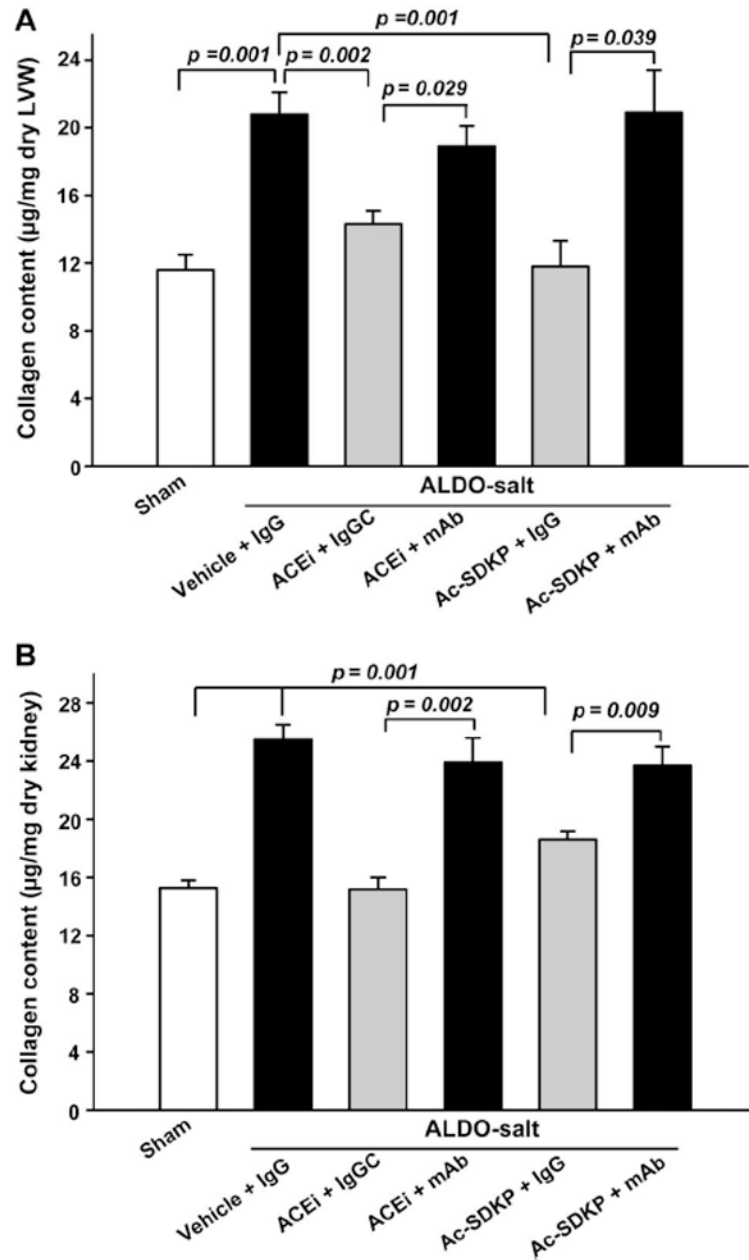 A
p =0.001
p =0.001
p = 0.002
p = 0.039
p = 0.029
Collagen content (µg/mg dry LVW)
24
20
16
12
8
4
0
Sham
ALDO-salt
Vehicle + IgG
ACEi + IgGC
ACEi + mAb
Ac-SDKP + IgG
Ac-SDKP + mAb
B
p = 0.001
p = 0.002
p = 0.009
Collagen content (µg/mg dry kidney)
28
24
20
16
12
8
4
0
Sham
ALDO-salt
Vehicle + IgG
ACEi + IgGC
ACEi + mAb
Ac-SDKP + IgG
Ac-SDKP + mAb